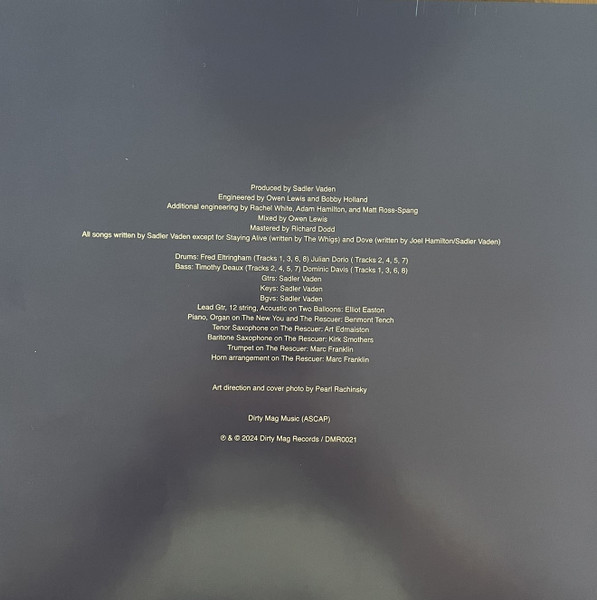 Produced by Sadler Vaden
Engineered by Owen Lewis and Bobby Holland
Additional engineering by Rachel White, Adam Hamilton, and Matt Ross-Spang
Mixed by Owen Lewis
Mastered by Richard Dodd
All songs written by Sadler Vaden except for Staying Alive (written by The Whigs) and Dove (written by Joel Hamilton/Sadler Vaden)
Drums: Fred Eltringham (Tracks 1, 3, 6, 8) Julian Dorio ( Tracks 2, 4, 5, 7)
Bass: Timothy Deaux (Tracks 2, 4, 5, 7) Dominic Davis ( Tracks 1, 3, 6, 8)
Gtrs: Sadler Vaden
Keys: Sadler Vaden
Bgvs: Sadler Vaden
Lead Gtr, 12 string, Acoustic on Two Balloons: Elliot Easton
Piano, Organ on The New You and The Rescuer: Benmont Tench
Tenor Saxophone on The Rescuer: Art Edmaiston
Baritone Saxophone on The Rescuer: Kirk Smothers
Trumpet on The Rescuer: Marc Franklin
Horn arrangement on The Rescuer: Marc Franklin
Art direction and cover photo by Pearl Rachinsky
Dirty Mag Music (ASCAP)
℗ & © 2024 Dirty Mag Records / DMR0021